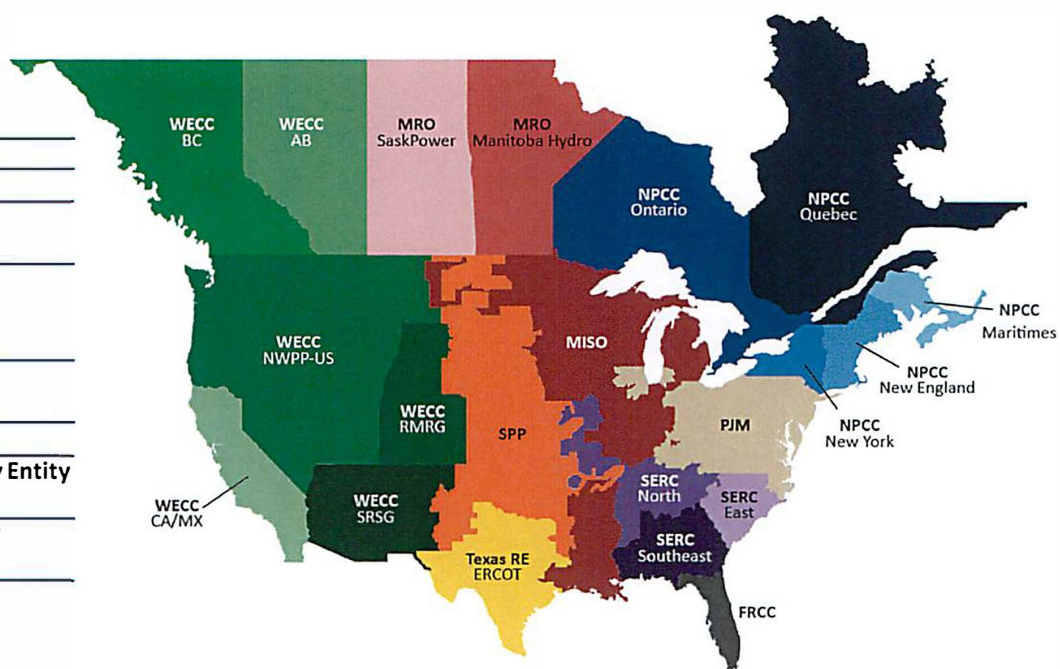 WECC
BC
WECC
AB
MRO
SaskPower
MRO
Manitoba Hydro
NPCC
Ontario
NPCC
Quebec
NPCC
Maritimes
WECC
NWPP-US
MISO
NPCC
New England
WECC
RMRG
SPP
PJM
NPCC
New York
Entity
WECC
CA/MX
WECC
SRSG
SERC
North
SERC
East
SERC
Southeast
Texas RE
ERCOT
FRCC